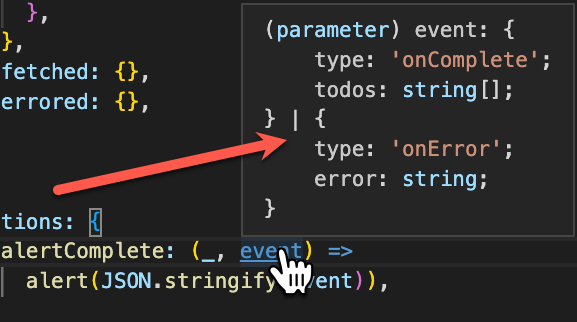 },
},
fetched: {},
errored: {},
(parameter) event: {
type: 'onComplete';
todos: string[];
} | {
type: 'onError';
error: string;
}
tions: {
alertComplete: (_, event) =>
alert(JSON.stringify( vent)),